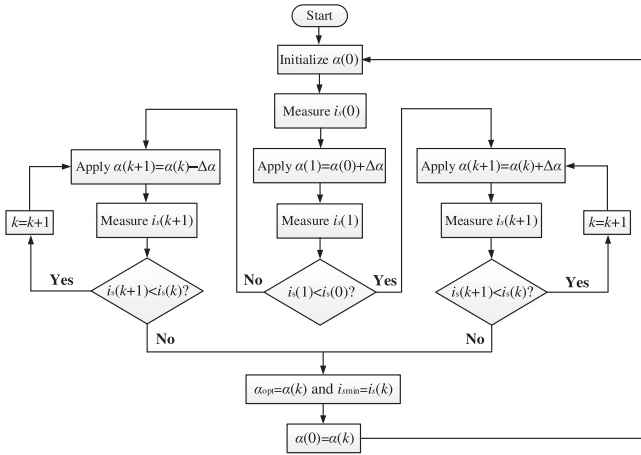 Start
Initialize α(0)
Measure is(0)
Apply α(k+1)=α(k)−Δα
Apply α(1)=α(0)+Δα
Apply α(k+1)=α(k)+Δα
k=k+1
Measure is(k+1)
Measure is(1)
Measure is(k+1)
k=k+1
Yes
is(k+1)<is(k)?
No
is(1)<is(0)?
Yes
is(k+1)<is(k)?
Yes
No
No
αopt=α(k) and ismin=is(k)
α(0)=α(k)